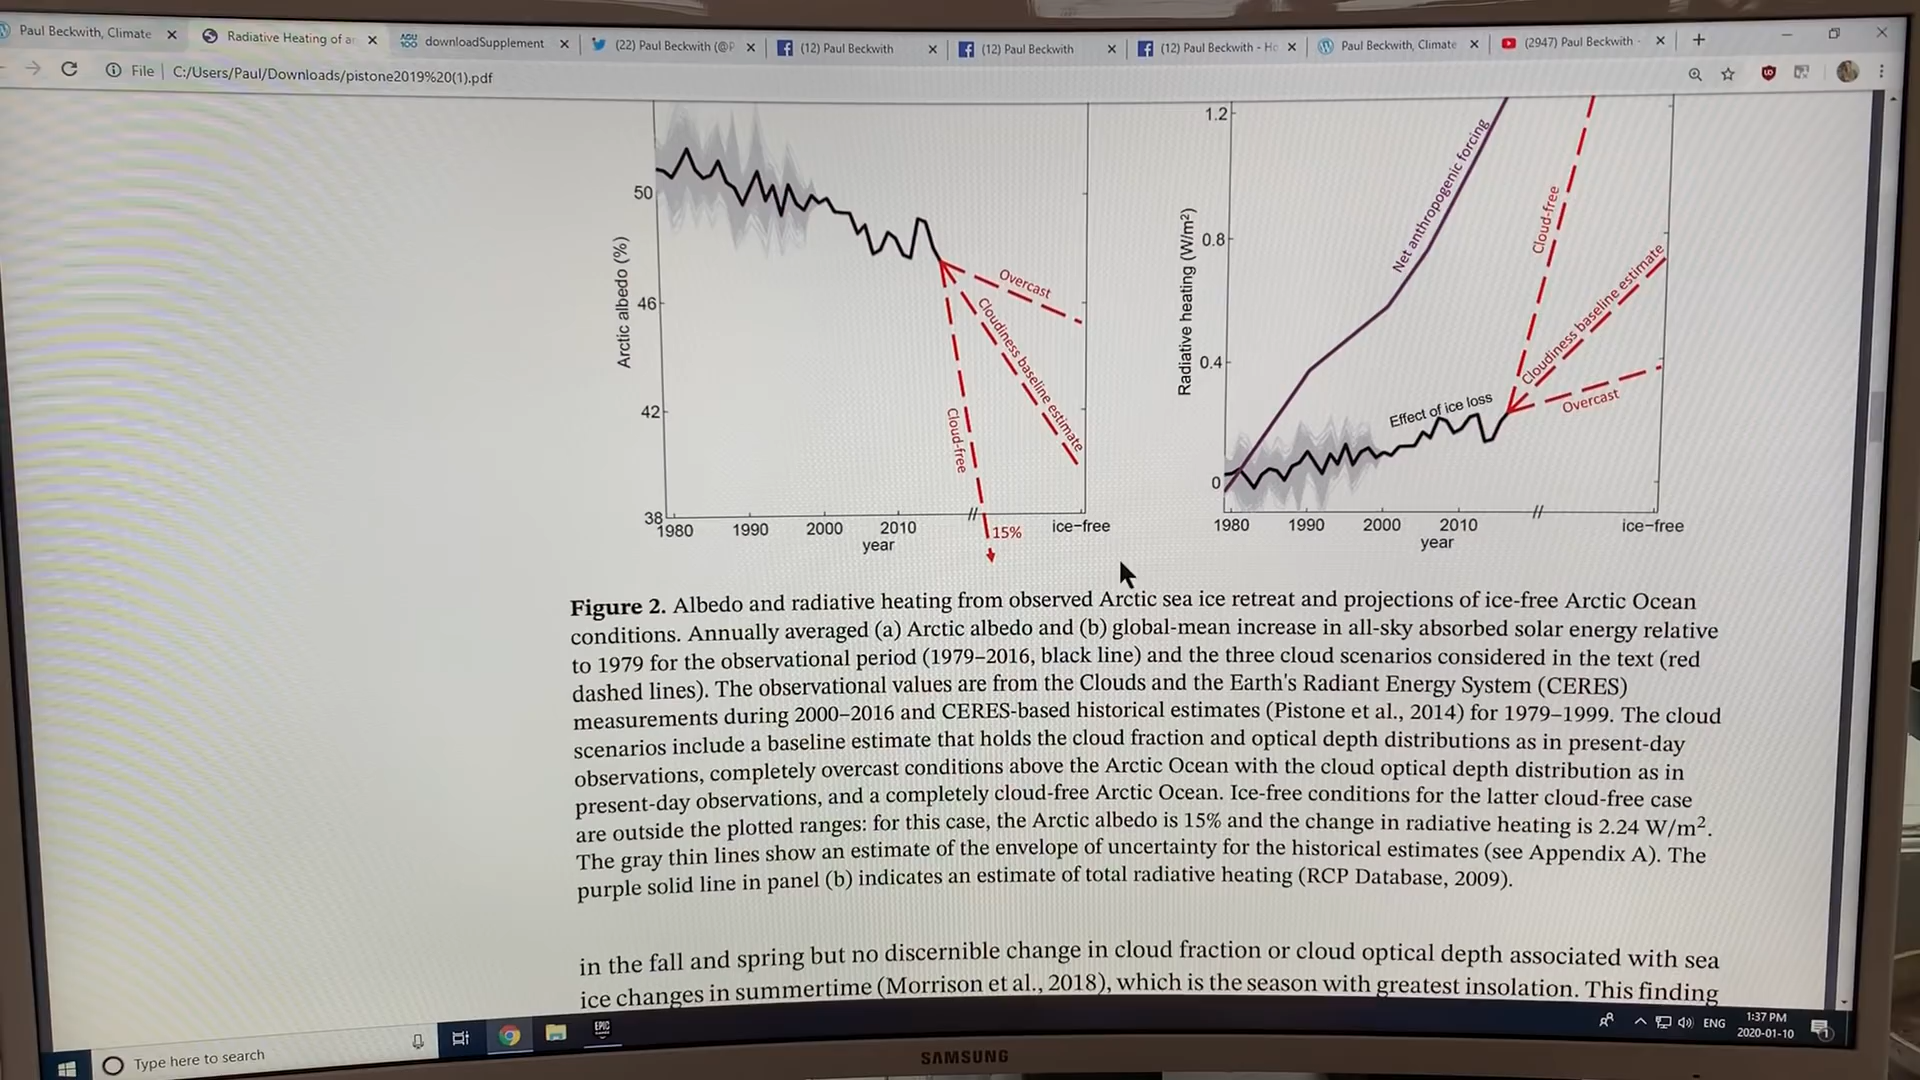 Paul Beckwith, Climate
Radiative Heating of a
AGU 100 downloadSupplement
(22) Paul Beckwith (@P
(12) Paul Beckwith
(12) Paul Beckwith
(12) Paul Beckwith - Ho
Paul Beckwith, Climate
(2947) Paul Beckwith -
File | C:/Users/Paul/Downloads/pistone2019%20(1).pdf
Arctic albedo (%)
50
46
42
38
Overcast
Cloudiness baseline estimate
Cloud-free
15%
1980 1990 2000 2010 ice-free
year
Radiative heating (W/m²)
1.2
0.8
0.4
0
Net anthropogenic forcing
Cloud-free
Cloudiness baseline estimate
Effect of ice loss
Overcast
1980 1990 2000 2010 ice-free
year
Figure 2. Albedo and radiative heating from observed Arctic sea ice retreat and projections of ice-free Arctic Ocean
conditions. Annually averaged (a) Arctic albedo and (b) global-mean increase in all-sky absorbed solar energy relative
to 1979 for the observational period (1979–2016, black line) and the three cloud scenarios considered in the text (red
dashed lines). The observational values are from the Clouds and the Earth's Radiant Energy System (CERES)
measurements during 2000–2016 and CERES-based historical estimates (Pistone et al., 2014) for 1979–1999. The cloud
scenarios include a baseline estimate that holds the cloud fraction and optical depth distributions as in present-day
observations, completely overcast conditions above the Arctic Ocean with the cloud optical depth distribution as in
present-day observations, and a completely cloud-free Arctic Ocean. Ice-free conditions for the latter cloud-free case
are outside the plotted ranges: for this case, the Arctic albedo is 15% and the change in radiative heating is 2.24 W/m².
The gray thin lines show an estimate of the envelope of uncertainty for the historical estimates (see Appendix A). The
purple solid line in panel (b) indicates an estimate of total radiative heating (RCP Database, 2009).
in the fall and spring but no discernible change in cloud fraction or cloud optical depth associated with sea
ice changes in summertime (Morrison et al., 2018), which is the season with greatest insolation. This finding
Type here to search
EPIC
ENG
1:37 PM
2020-01-10
1
SAMSUNG